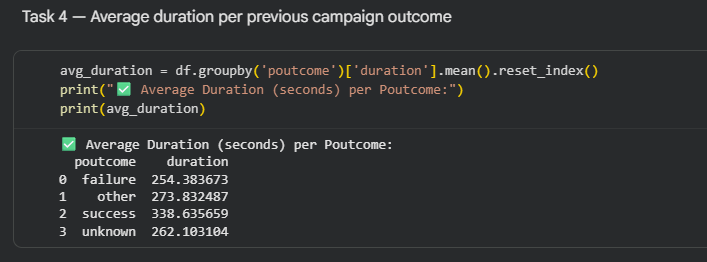 Task 4 — Average duration per previous campaign outcome
avg_duration = df.groupby('poutcome')['duration'].mean().reset_index()
print("✅ Average Duration (seconds) per Poutcome:")
print(avg_duration)
✅ Average Duration (seconds) per Poutcome:
poutcome duration
0 failure 254.383673
1 other 273.832487
2 success 338.635659
3 unknown 262.103104